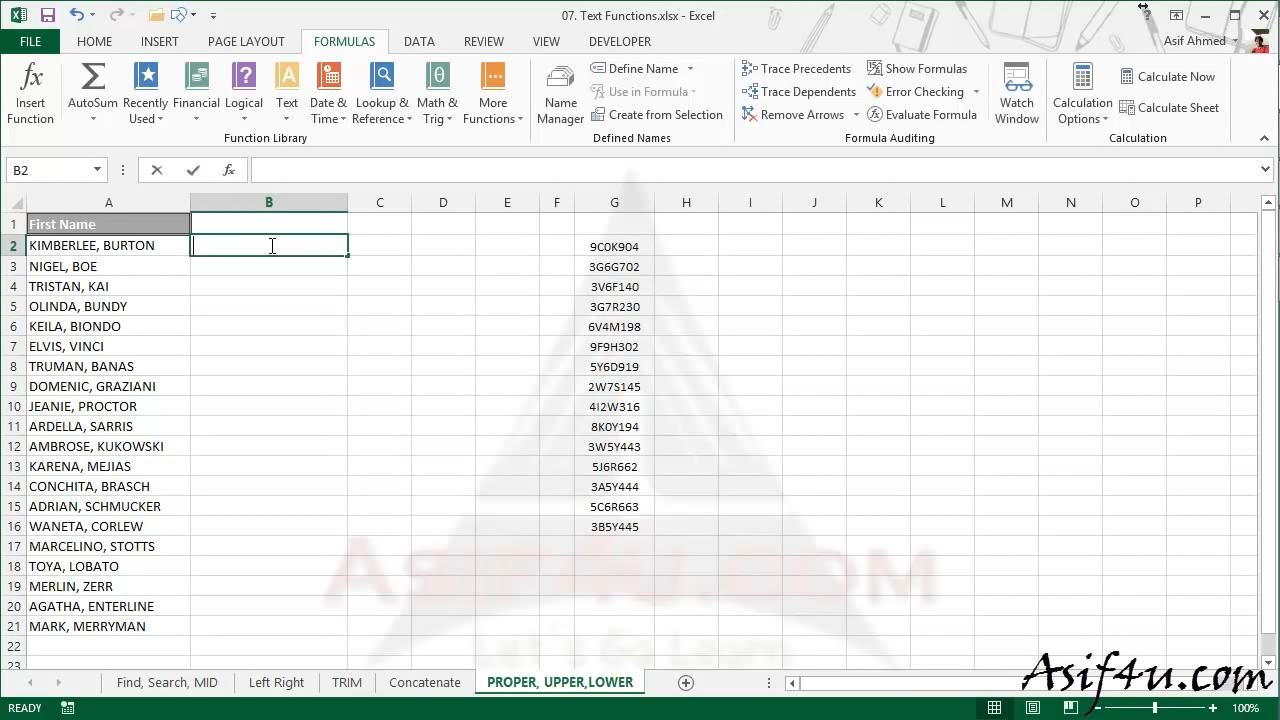 07. Text Functions.xlsx - Excel
?
FILE HOME INSERT PAGE LAYOUT FORMULAS DATA REVIEW VIEW DEVELOPER Asif Ahmed
Insert Function
AutoSum
Recently Used
Financial
Logical
Text
Date & Time
Lookup & Reference
Math & Trig
More Functions
Function Library
Name Manager
Define Name
Use in Formula
Create from Selection
Defined Names
Trace Precedents
Trace Dependents
Remove Arrows
Show Formulas
Error Checking
Evaluate Formula
Formula Auditing
Watch Window
Calculation Options
Calculate Now
Calculate Sheet
Calculation
B2 fx
A B C D E F G H I J K L M N O P
1 First Name
2 KIMBERLEE, BURTON 9C0K904
3 NIGEL, BOE 3G6G702
4 TRISTAN, KAI 3V6F140
5 OLINDA, BUNDY 3G7R230
6 KEILA, BIONDO 6V4M198
7 ELVIS, VINCI 9F9H302
8 TRUMAN, BANAS 5Y6D919
9 DOMENIC, GRAZIANI 2W7S145
10 JEANIE, PROCTOR 4I2W316
11 ARDELLA, SARRIS 8K0Y194
12 AMBROSE, KUKOWSKI 3W5Y443
13 KARENA, MEJIAS 5J6R662
14 CONCHITA, BRASCH 3A5Y444
15 ADRIAN, SCHMUCKER 5C6R663
16 WANETA, CORLEW 3B5Y445
17 MARCELINO, STOTTS
18 TOYA, LOBATO
19 MERLIN, ZERR
20 AGATHA, ENTERLINE
21 MARK, MERRYMAN
22
23
Asif4U.com
Let's Go Learn
Find, Search, MID Left Right TRIM Concatenate PROPER, UPPER,LOWER
Asif4u.com
READY 100%